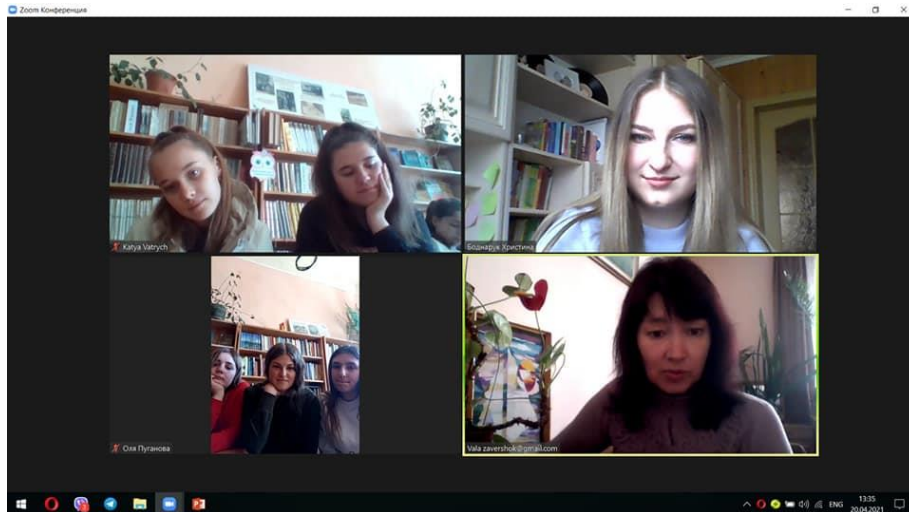 Zoom Конференция
Katya Vatrych
Боднарук Христина
Оля Пуганова
Vala zavershok@gmail.com
ENG
13:35
20.04.2021